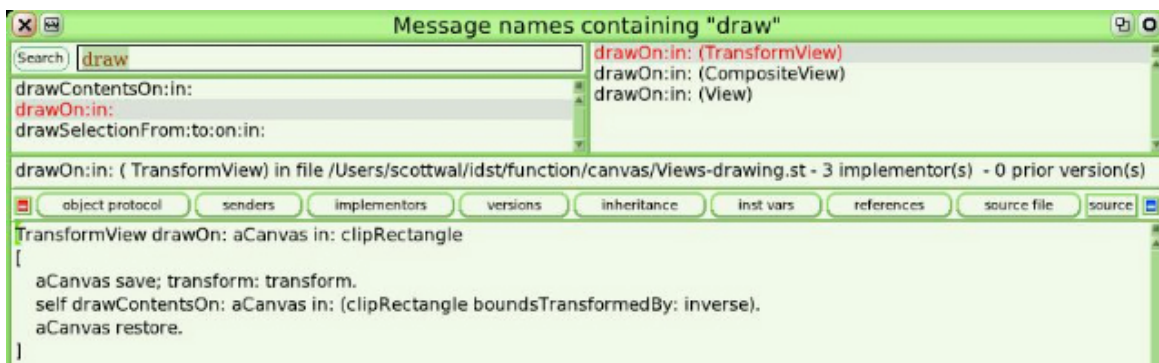 Message names containing "draw"
Search draw
drawContentsOn:in:
drawOn:in:
drawSelectionFrom:to:on:in:
drawOn:in: (TransformView)
drawOn:in: (CompositeView)
drawOn:in: (View)
drawOn:in: ( TransformView) in file /Users/scottwal/idst/function/canvas/Views-drawing.st - 3 implementor(s) - 0 prior version(s)
object protocol senders implementors versions inheritance inst vars references source file source
TransformView drawOn: aCanvas in: clipRectangle
[
aCanvas save; transform: transform.
self drawContentsOn: aCanvas in: (clipRectangle boundsTransformedBy: inverse).
aCanvas restore.
]